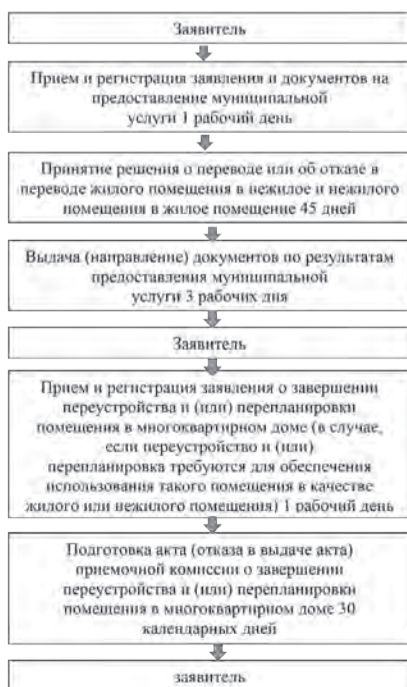 Заявитель
Прием и регистрация заявления и документов на
предоставление муниципальной
услуги 1 рабочий день
Принятие решения о переводе или об отказе в
переводе жилого помещения в нежилое и нежилого
помещения в жилое помещение 45 дней
Выдача (направление) документов по результатам
предоставления муниципальной
услуги 3 рабочих дня
Заявитель
Прием и регистрация заявления о завершении
переустройства и (или) перепланировки
помещения в многоквартирном доме (в случае,
если переустройство и (или)
перепланировка требуются для обеспечения
использования такого помещения в качестве
жилого или нежилого помещения) 1 рабочий день
Подготовка акта (отказа в выдаче акта)
приемочной комиссии о завершении
переустройства и (или) перепланировки
помещения в многоквартирном доме 30
календарных дней
заявитель